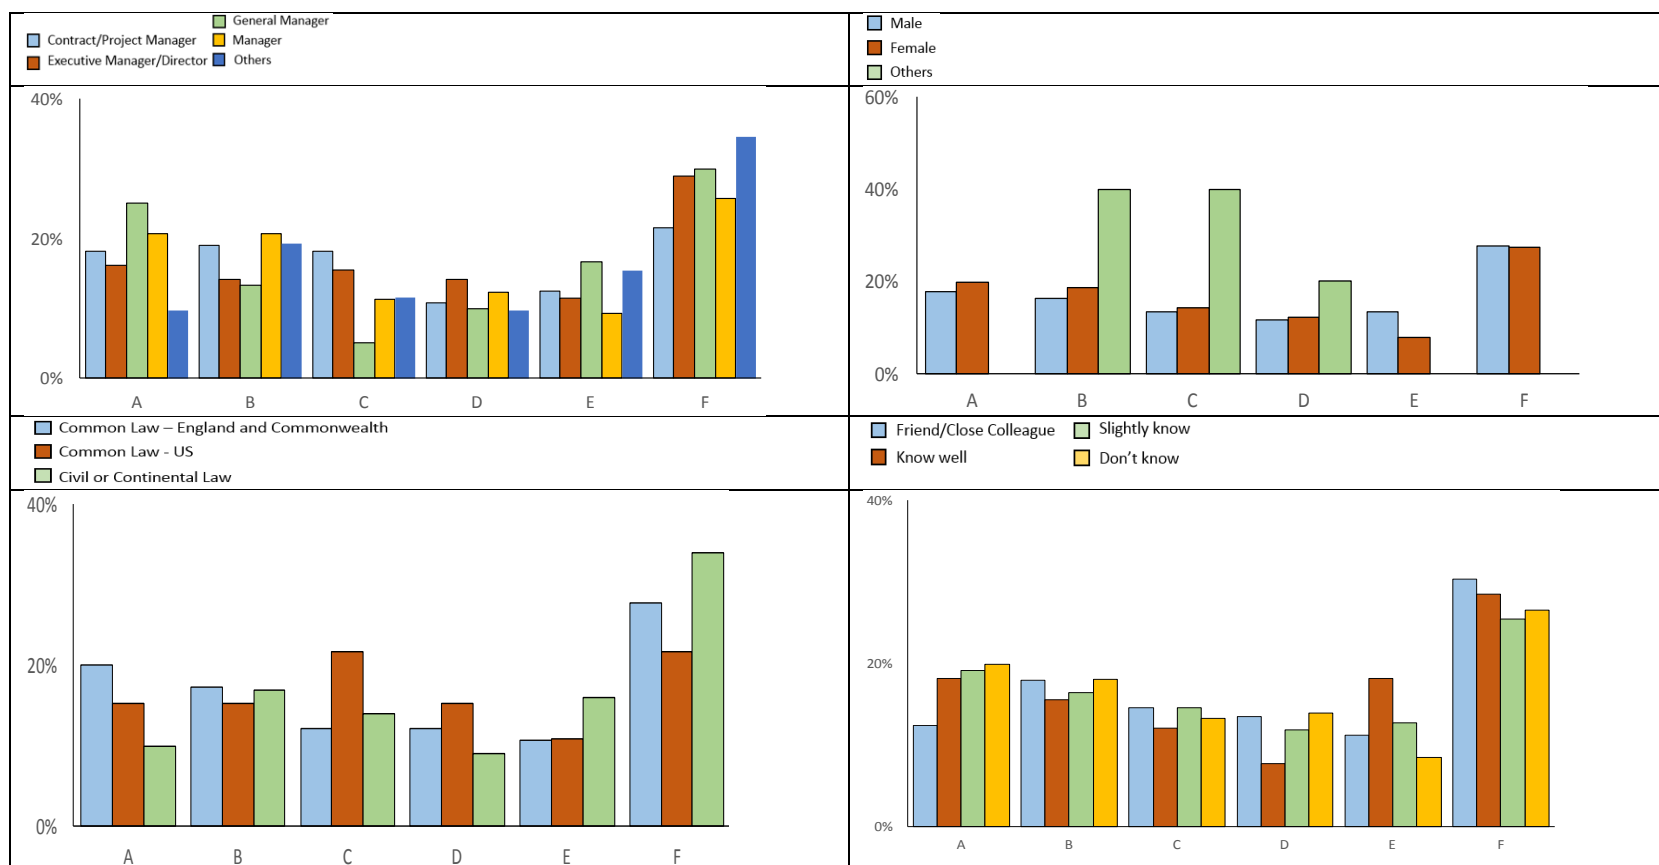 General Manager
Contract/Project Manager
Manager
Executive Manager/Director
Others
Male
Female
Others
40%
20%
0%
A B C D E F
60%
40%
20%
0%
A B C D E F
Common Law – England and Commonwealth
Common Law - US
Civil or Continental Law
Friend/Close Colleague
Slightly know
Know well
Don't know
40%
20%
0%
A B C D E F
40%
20%
0%
A B C D E F